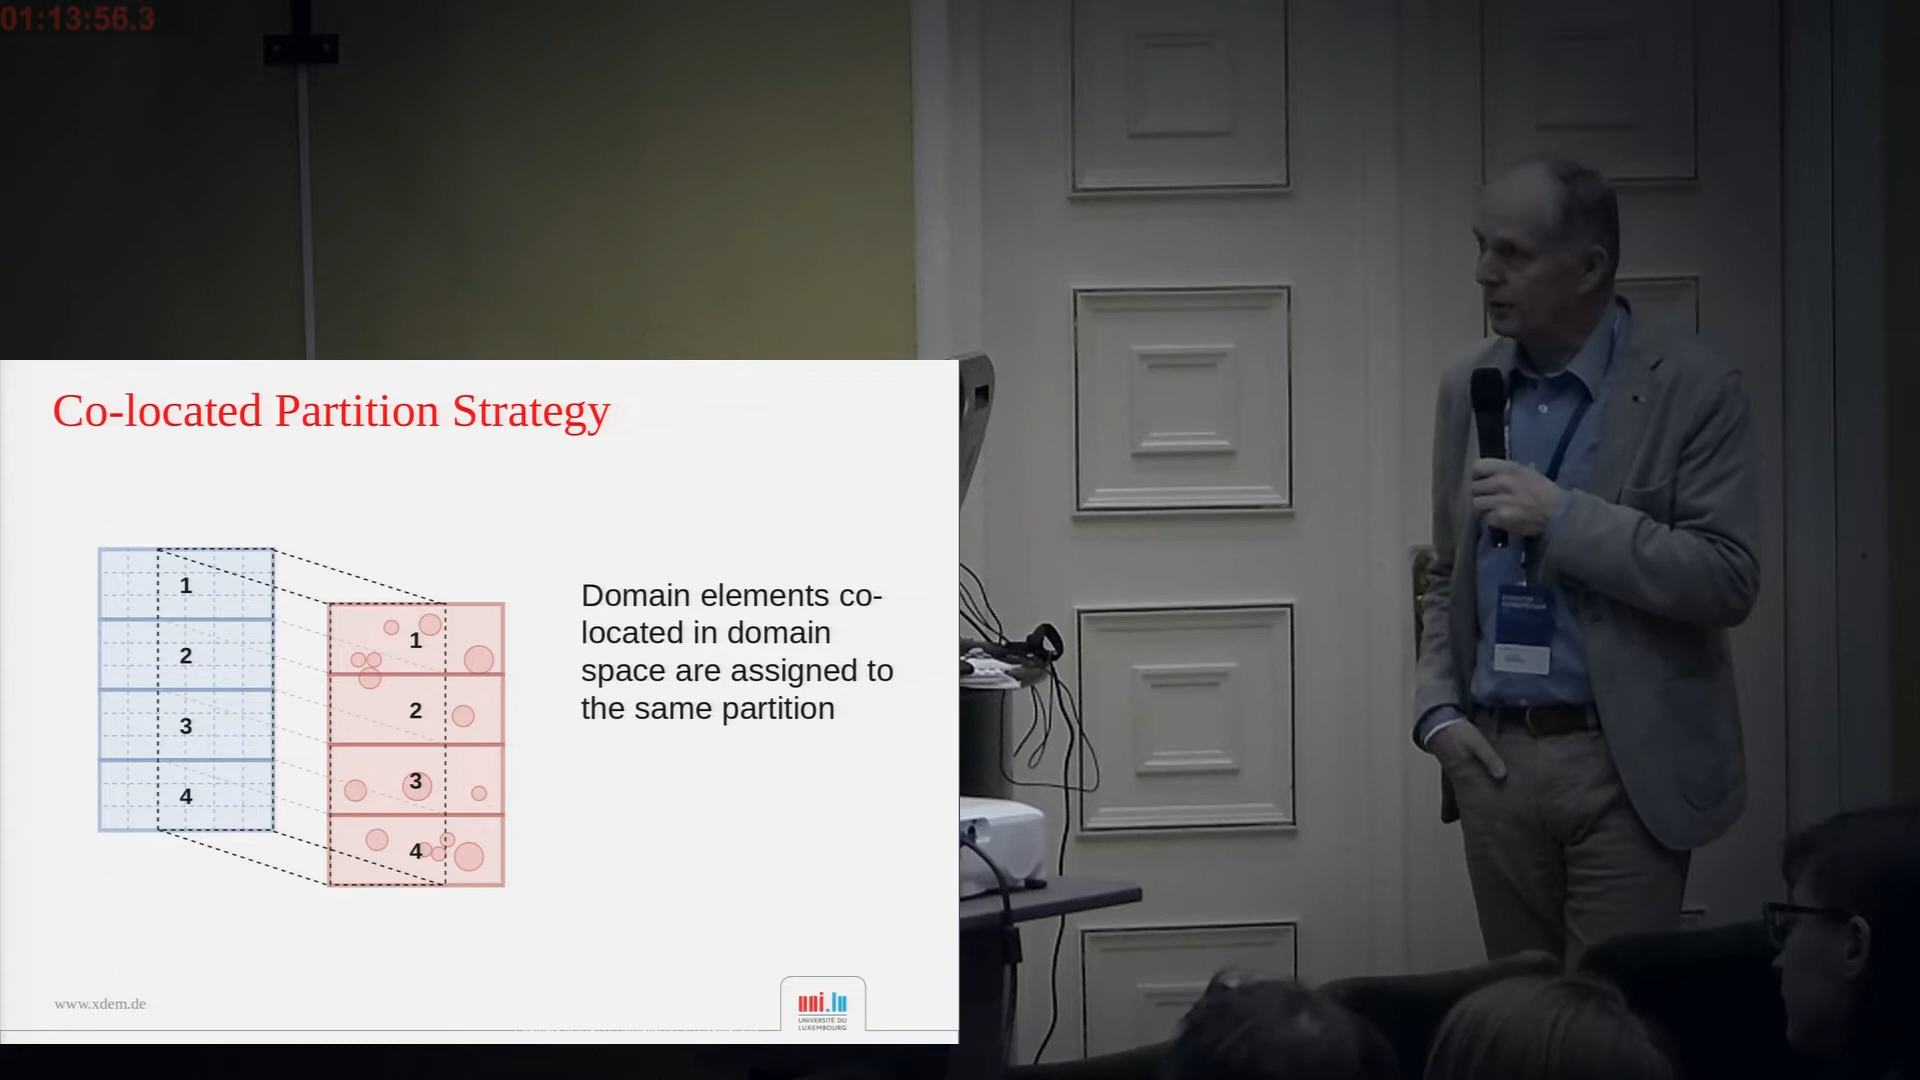 01:13:56.3
Co-located Partition Strategy
1
2
3
4
1
2
3
4
Domain elements co-
located in domain
space are assigned to
the same partition
www.xdem.de
uni.lu
UNIVERSITÉ DU
LUXEMBOURG